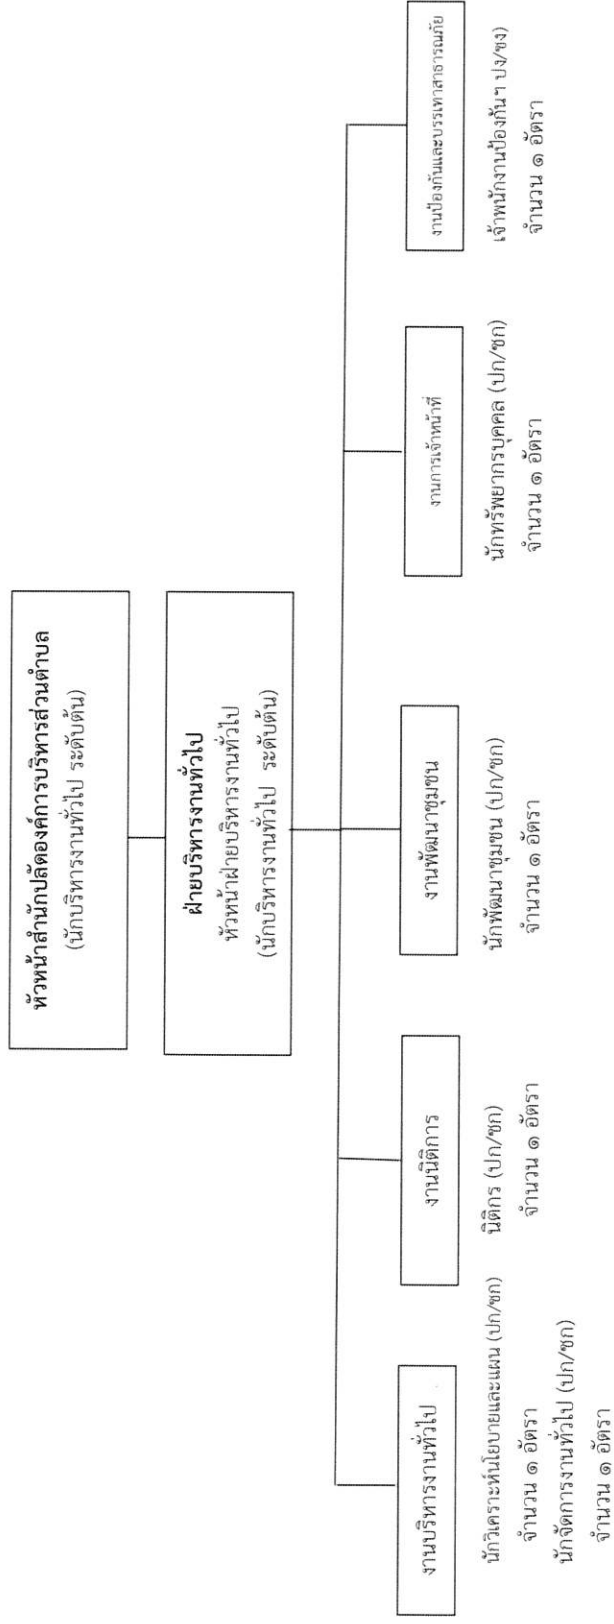 หัวหน้าสำนักปลัดองค์การบริหารส่วนตำบล
(นักบริหารงานทั่วไป ระดับต้น)
ฝ่ายบริหารงานทั่วไป
หัวหน้าฝ่ายบริหารงานทั่วไป
(นักบริหารงานทั่วไป ระดับต้น)
งานบริหารงานทั่วไป
นักวิเคราะห์นโยบายและแผน (ปก/ชก)
จำนวน ๑ อัตรา
นักจัดการงานทั่วไป (ปก/ชก)
จำนวน ๑ อัตรา
งานนิติการ
นิติกร (ปก/ชก)
จำนวน ๑ อัตรา
งานพัฒนาชุมชน
นักพัฒนาชุมชน (ปก/ชก)
จำนวน ๑ อัตรา
งานการเจ้าหน้าที่
นักทรัพยากรบุคคล (ปก/ชก)
จำนวน ๑ อัตรา
งานป้องกันและบรรเทาสาธารณภัย
เจ้าพนักงานป้องกันฯ ปง/ชง)
จำนวน ๑ อัตรา